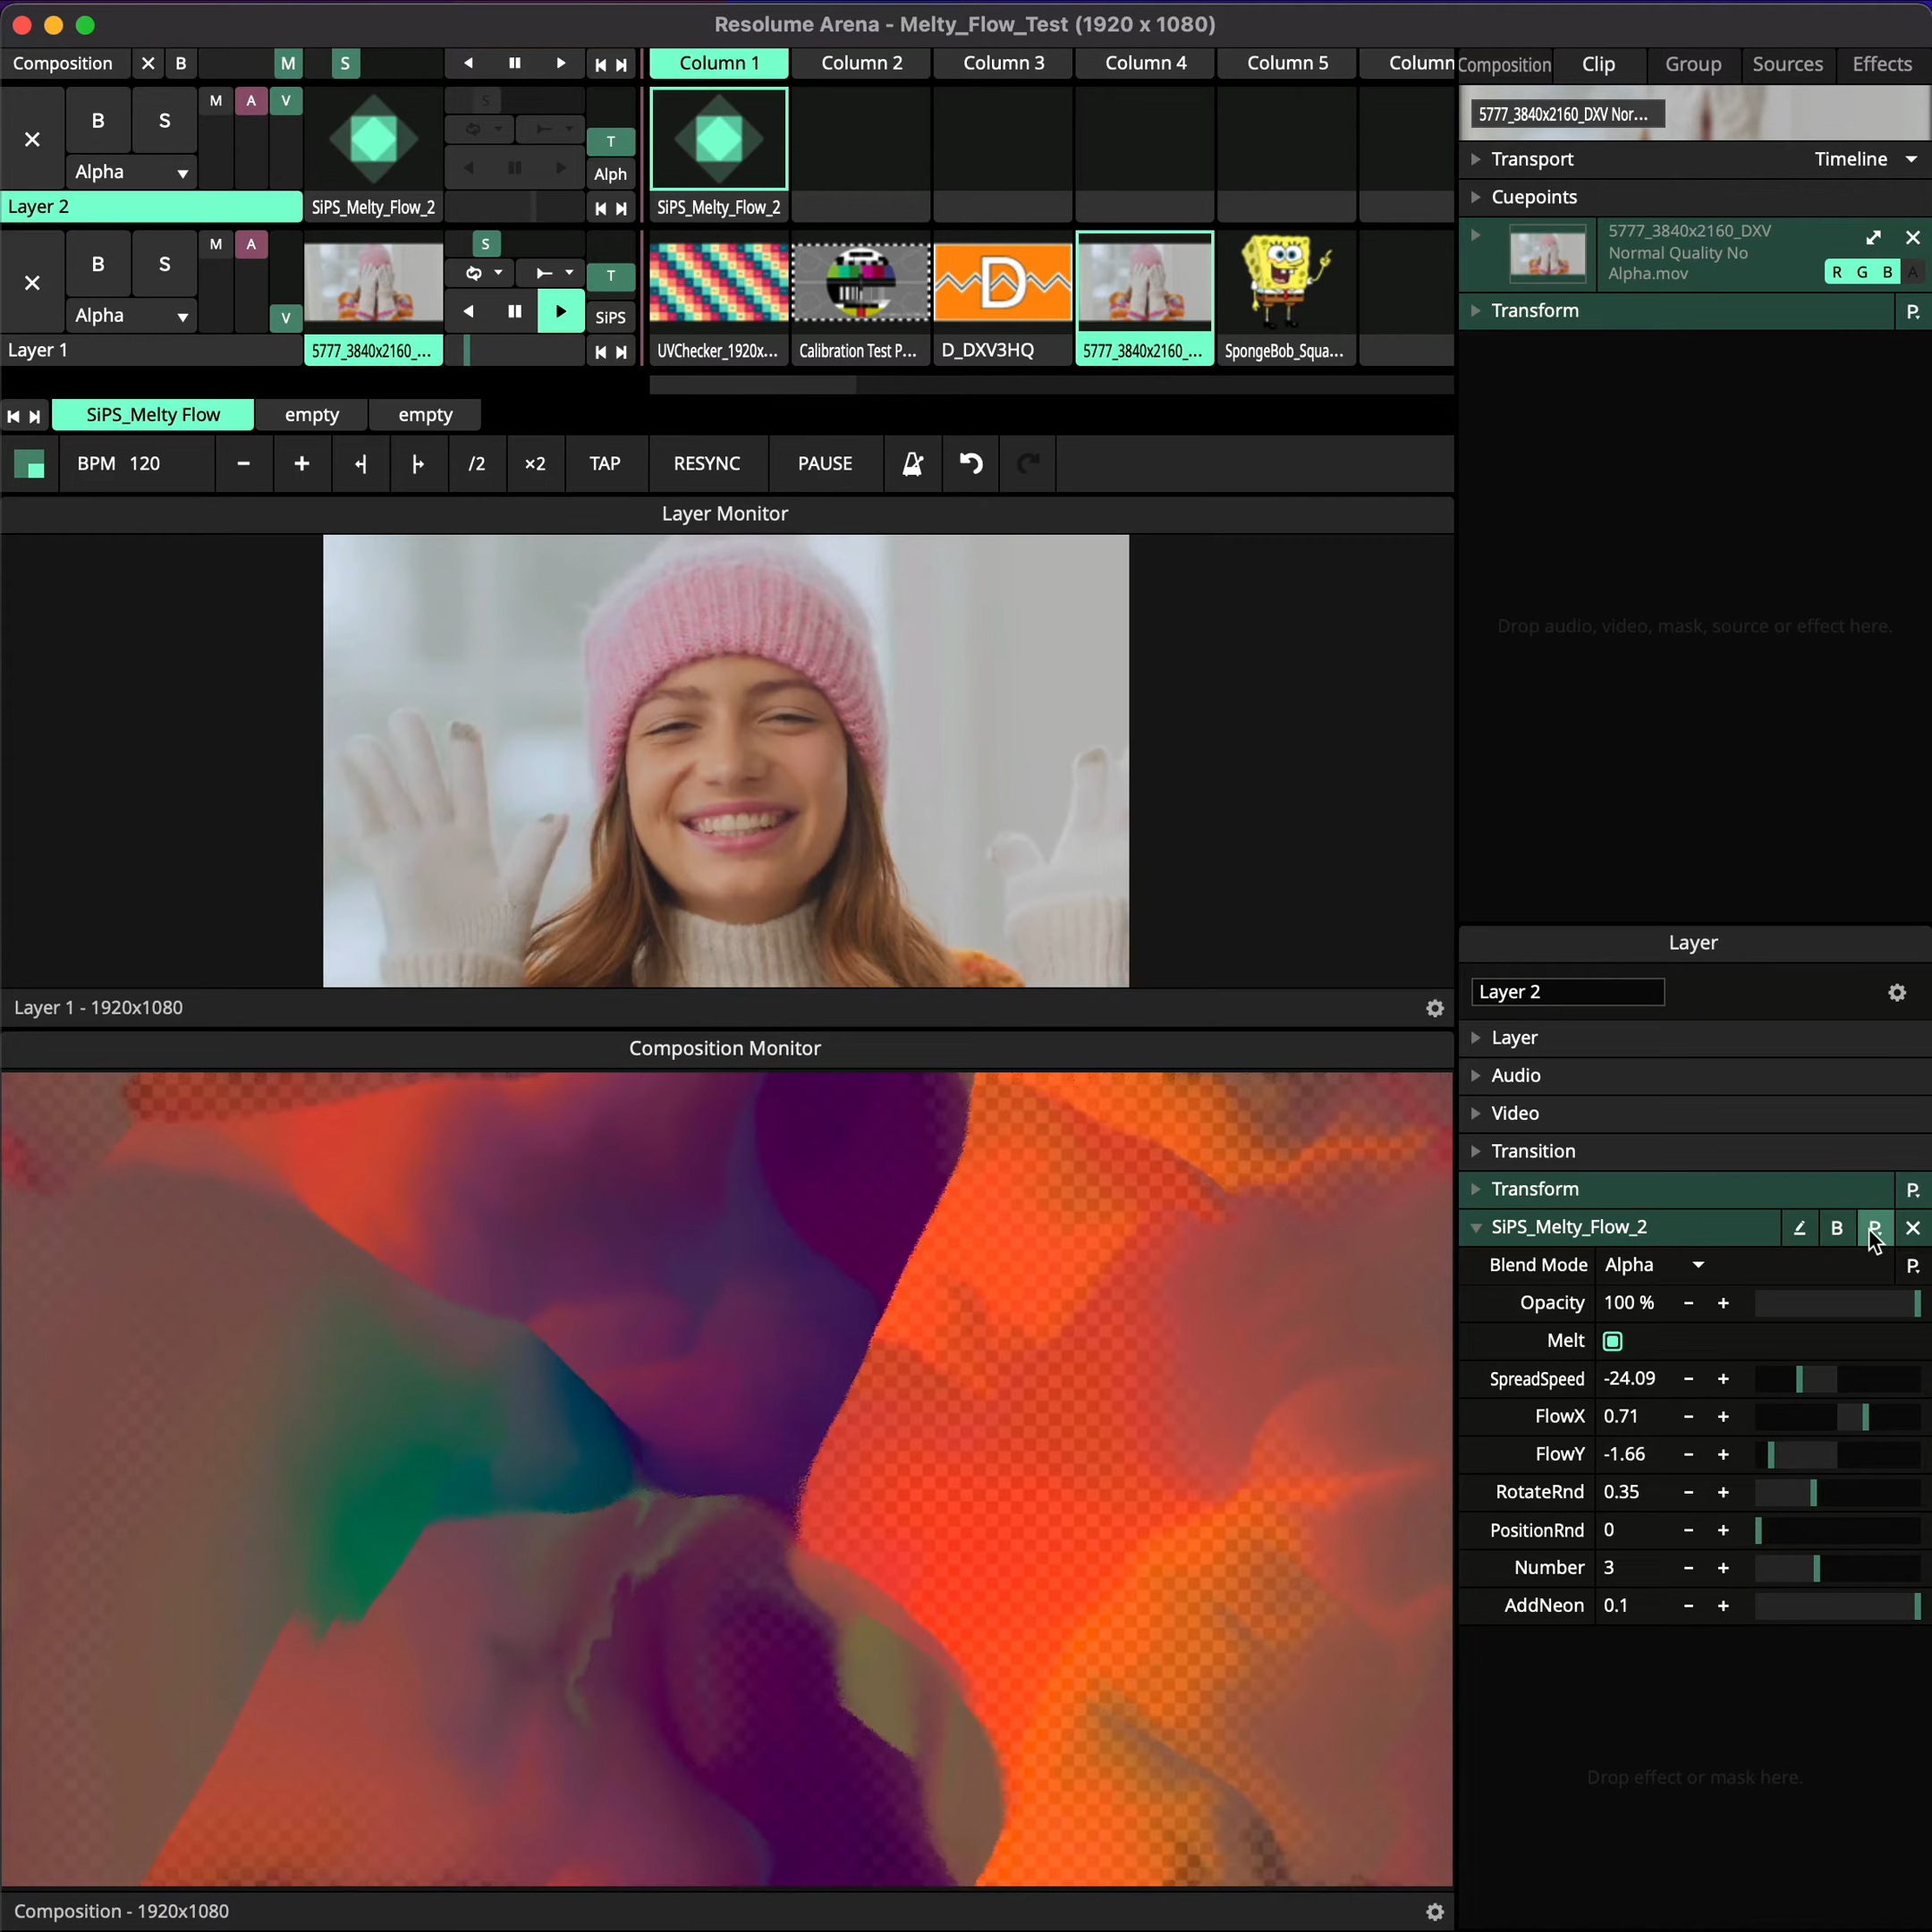 Resolume Arena - Melty_Flow_Test (1920 x 1080)
Composition B M S
Column 1 Column 2 Column 3 Column 4 Column 5 Column
Composition Clip Group Sources Effects
B S M A V
Alpha
Layer 2
SiPS_Melty_Flow_2
S
T
Alph
SiPS_Melty_Flow_2
B S M A V
Alpha
Layer 1
5777_3840x2160_...
S
T
SiPS
UVChecker_1920x...
Calibration Test P...
D
D_DXV3HQ
5777_3840x2160_...
SpongeBob_Squa...
SiPS_Melty Flow empty empty
BPM 120 - + /2 ×2 TAP RESYNC PAUSE
Layer Monitor
Layer 1 - 1920x1080
Composition Monitor
Composition - 1920x1080
5777_3840x2160_DXV Nor...
Transport Timeline
Cuepoints
5777_3840x2160_DXV
Normal Quality No
Alpha.mov
R G B A
Transform P.
Drop audio, video, mask, source or effect here.
Layer
Layer 2
Layer
Audio
Video
Transition
Transform P.
SiPS_Melty_Flow_2 B P.
Blend Mode Alpha P.
Opacity 100 % - +
Melt
SpreadSpeed -24.09 - +
FlowX 0.71 - +
FlowY -1.66 - +
RotateRnd 0.35 - +
PositionRnd 0 - +
Number 3 - +
AddNeon 0.1 - +
Drop effect or mask here.